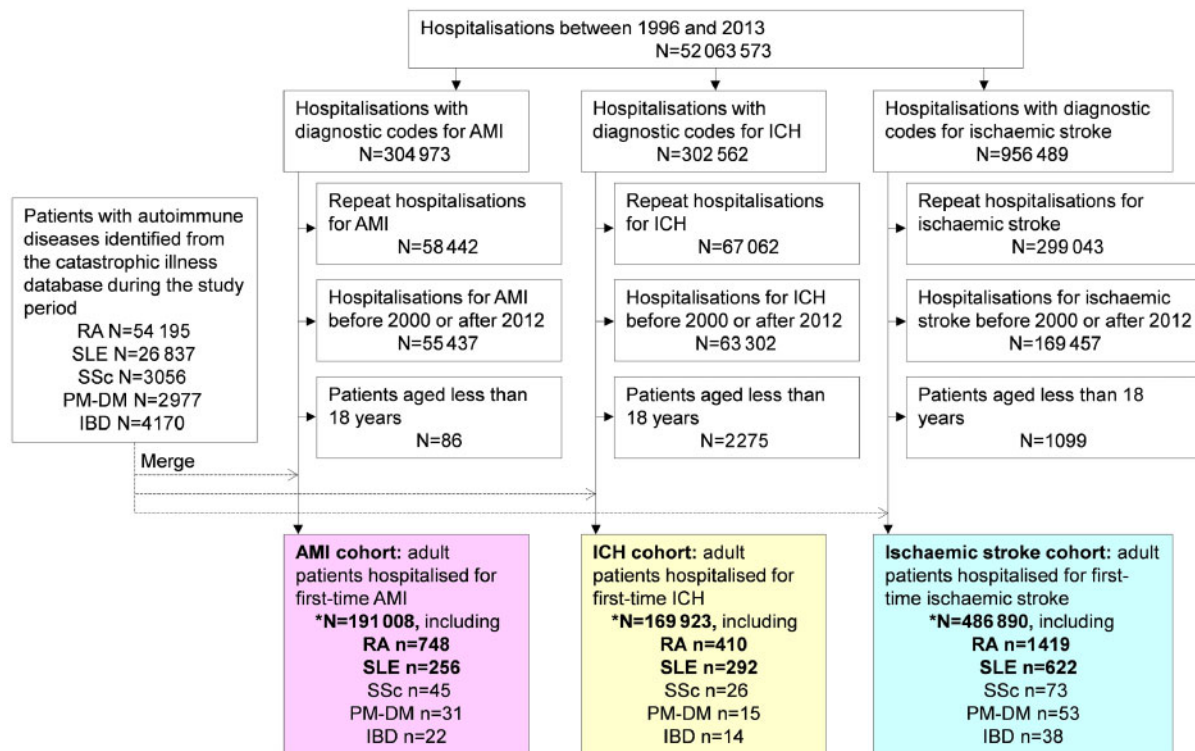 Hospitalisations between 1996 and 2013
N=52 063 573
Hospitalisations with
diagnostic codes for AMI
N=304 973
Hospitalisations with
diagnostic codes for ICH
N=302 562
Hospitalisations with diagnostic
codes for ischaemic stroke
N=956 489
Patients with autoimmune
diseases identified from
the catastrophic illness
database during the study
period
RA N=54 195
SLE N=26 837
SSc N=3056
PM-DM N=2977
IBD N=4170
Repeat hospitalisations
for AMI
N=58 442
Repeat hospitalisations
for ICH
N=67 062
Repeat hospitalisations for
ischaemic stroke
N=299 043
Hospitalisations for AMI
before 2000 or after 2012
N=55 437
Hospitalisations for ICH
before 2000 or after 2012
N=63 302
Hospitalisations for ischaemic
stroke before 2000 or after 2012
N=169 457
Patients aged less than
18 years
N=86
Patients aged less than
18 years
N=2275
Patients aged less than 18
years
N=1099
Merge
AMI cohort: adult
patients hospitalised for
first-time AMI
*N=191 008, including
RA n=748
SLE n=256
SSc n=45
PM-DM n=31
IBD n=22
ICH cohort: adult
patients hospitalised for
first-time ICH
*N=169 923, including
RA n=410
SLE n=292
SSc n=26
PM-DM n=15
IBD n=14
Ischaemic stroke cohort: adult
patients hospitalised for first-
time ischaemic stroke
*N=486 890, including
RA n=1419
SLE n=622
SSc n=73
PM-DM n=53
IBD n=38